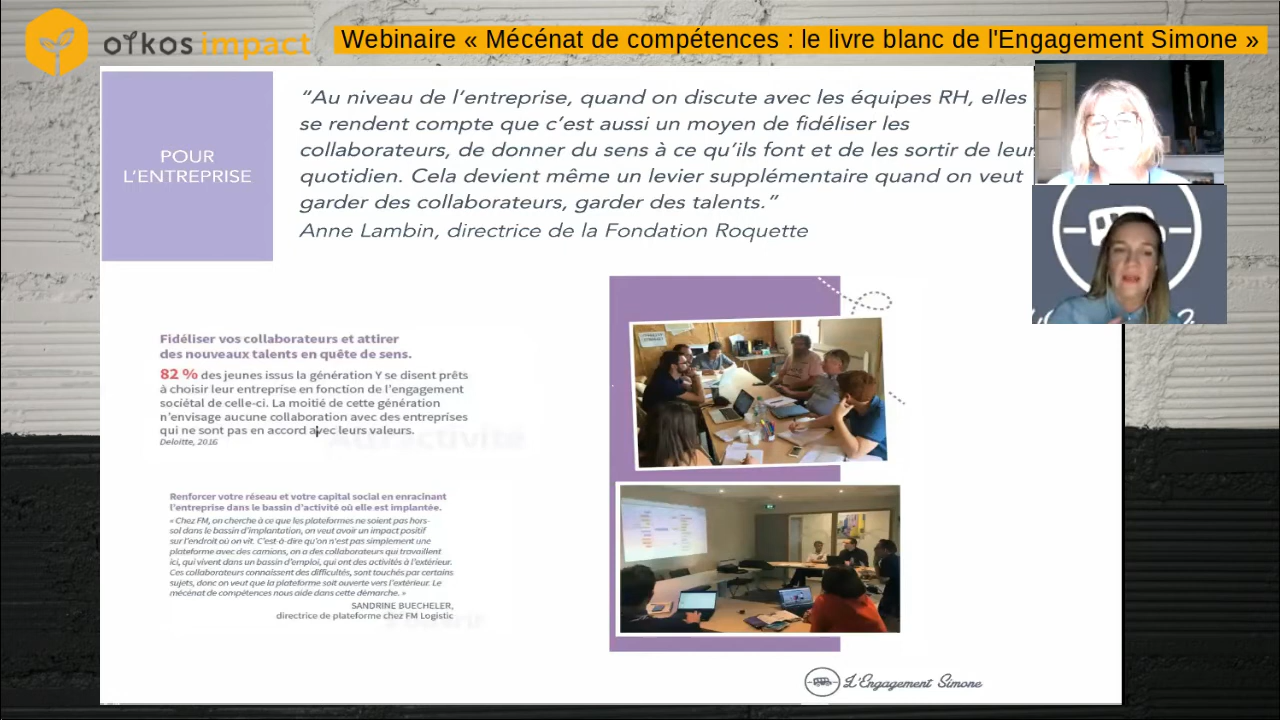 oikos impact
Webinaire « Mécénat de compétences : le livre blanc de l'Engagement Simone »
POUR
L'ENTREPRISE
“Au niveau de l’entreprise, quand on discute avec les équipes RH, elles
se rendent compte que c’est aussi un moyen de fidéliser les
collaborateurs, de donner du sens à ce qu’ils font et de les sortir de leur
quotidien. Cela devient même un levier supplémentaire quand on veut
garder des collaborateurs, garder des talents.”
Anne Lambin, directrice de la Fondation Roquette
Fidéliser vos collaborateurs et attirer
des nouveaux talents en quête de sens.
82 % des jeunes issus la génération Y se disent prêts
à choisir leur entreprise en fonction de l’engagement
sociétal de celle-ci. La moitié de cette génération
n’envisage aucune collaboration avec des entreprises
qui ne sont pas en accord avec leurs valeurs.
Deloitte, 2016
Renforcer votre réseau et votre capital social en enracinant
l’entreprise dans le bassin d’activité où elle est implantée.
« Chez FM, on cherche à ce que les plateformes ne soient pas hors-
sol dans le bassin d’implantation, on veut avoir un impact positif
sur l’endroit où on vit. C’est-à-dire qu’on n’est pas simplement une
plateforme avec des camions, on a des collaborateurs qui travaillent
ici, qui vivent dans un bassin d’emploi, qui ont des activités à l’extérieur.
Ces collaborateurs connaissent des difficultés, sont touchés par certains
sujets, donc on veut que la plateforme soit ouverte vers l’extérieur. Le
mécénat de compétences nous aide dans cette démarche. »
SANDRINE BUECHELER,
directrice de plateforme chez FM Logistic
L'Engagement Simone